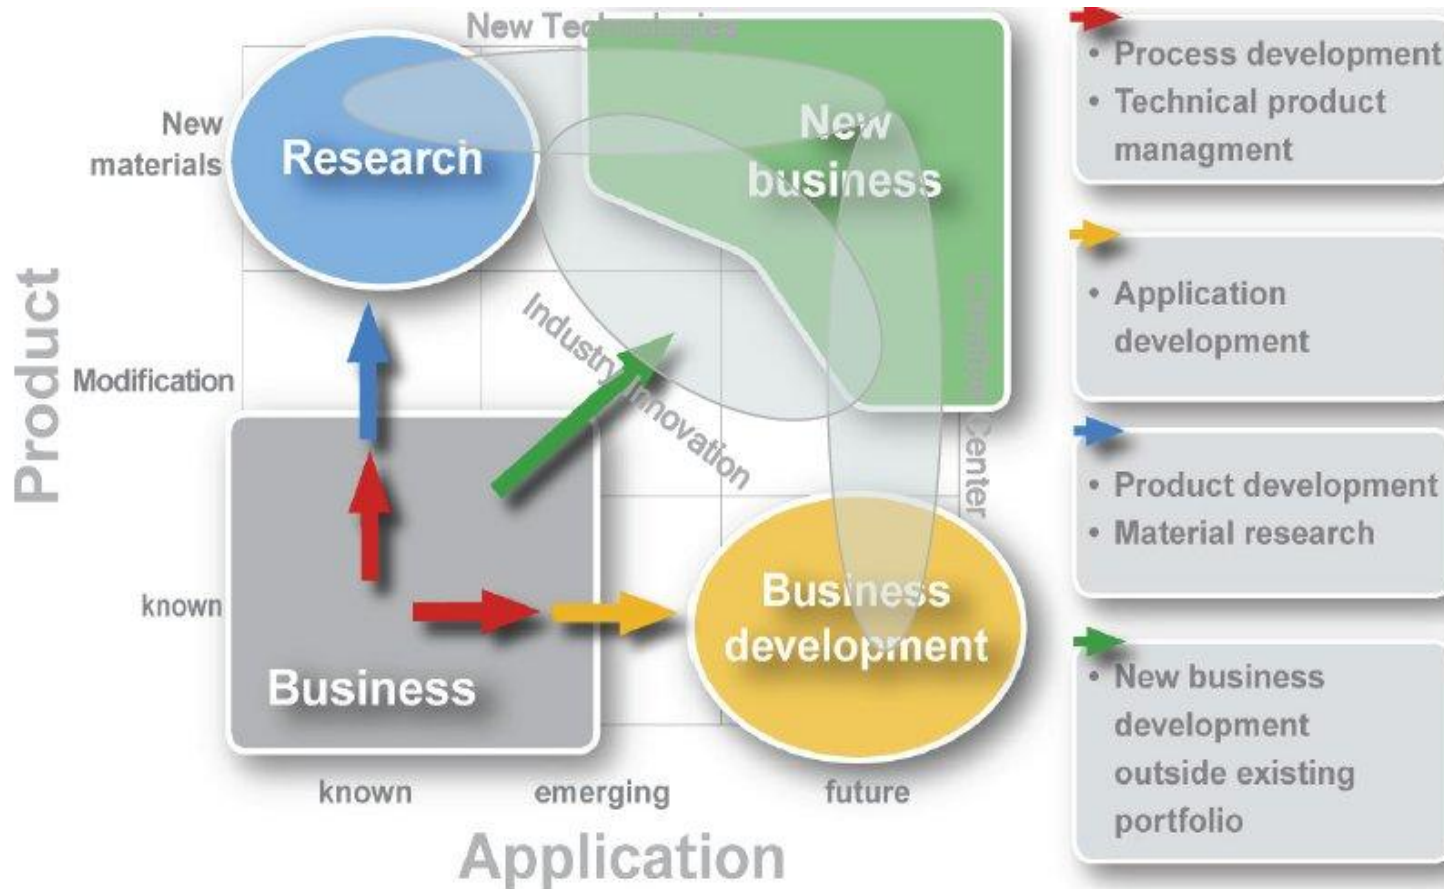 New Technologies
New
materials
Research
New
business
Product
Modification
Industry Innovation
Center
known
Business
Business
development
known
emerging
future
Application
• Process development
• Technical product
managment
• Application
development
• Product development
• Material research
• New business
development
outside existing
portfolio